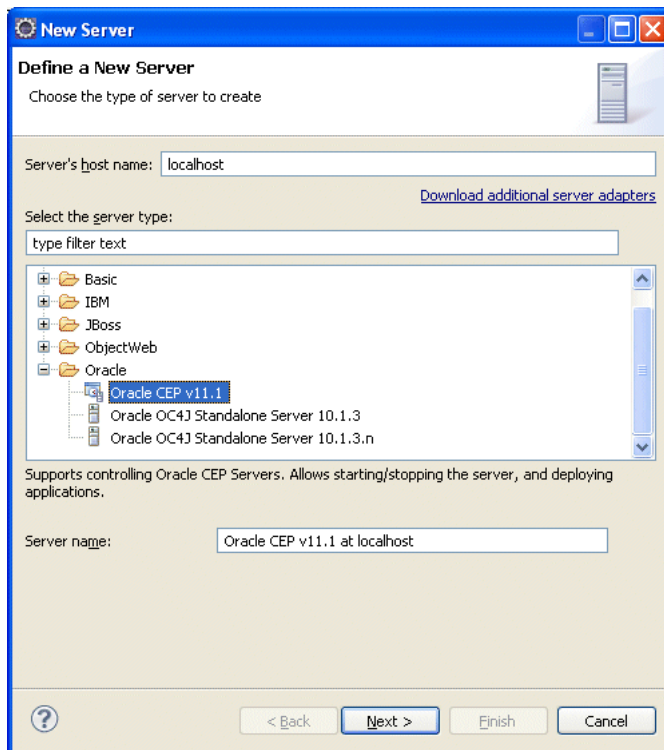 New Server
Define a New Server
Choose the type of server to create
Server's host name: localhost
Download additional server adapters
Select the server type:
type filter text
Basic
IBM
JBoss
ObjectWeb
Oracle
Oracle CEP v11.1
Oracle OC4J Standalone Server 10.1.3
Oracle OC4J Standalone Server 10.1.3.n
Supports controlling Oracle CEP Servers. Allows starting/stopping the server, and deploying
applications.
Server name: Oracle CEP v11.1 at localhost
? < Back Next > Finish Cancel